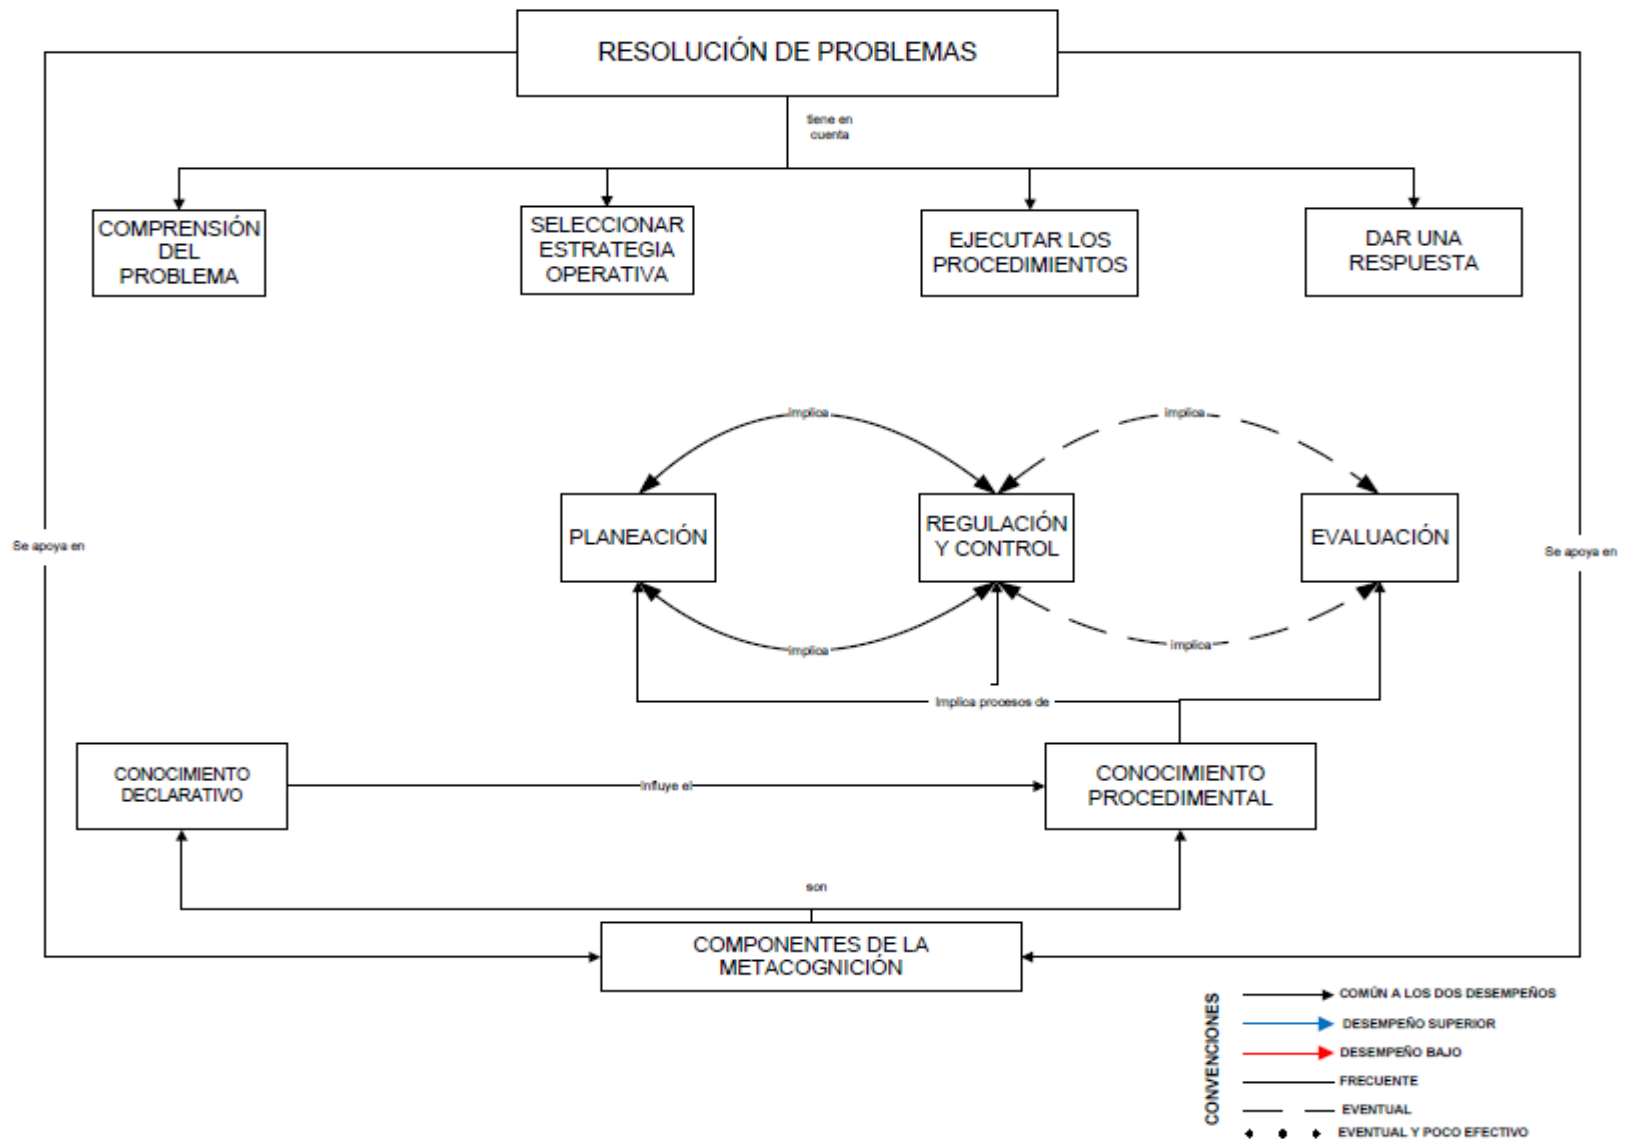 RESOLUCIÓN DE PROBLEMAS
tiene en
cuenta
COMPRENSIÓN
DEL
PROBLEMA
SELECCIONAR
ESTRATEGIA
OPERATIVA
EJECUTAR LOS
PROCEDIMIENTOS
DAR UNA
RESPUESTA
implica
implica
PLANEACIÓN
REGULACIÓN
Y CONTROL
EVALUACIÓN
Se apoya en
Se apoya en
implica
implica
Implica procesos de
CONOCIMIENTO
DECLARATIVO
Influye el
CONOCIMIENTO
PROCEDIMENTAL
son
COMPONENTES DE LA
METACOGNICIÓN
CONVENCIONES
COMÚN A LOS DOS DESEMPEÑOS
DESEMPEÑO SUPERIOR
DESEMPEÑO BAJO
FRECUENTE
EVENTUAL
EVENTUAL Y POCO EFECTIVO